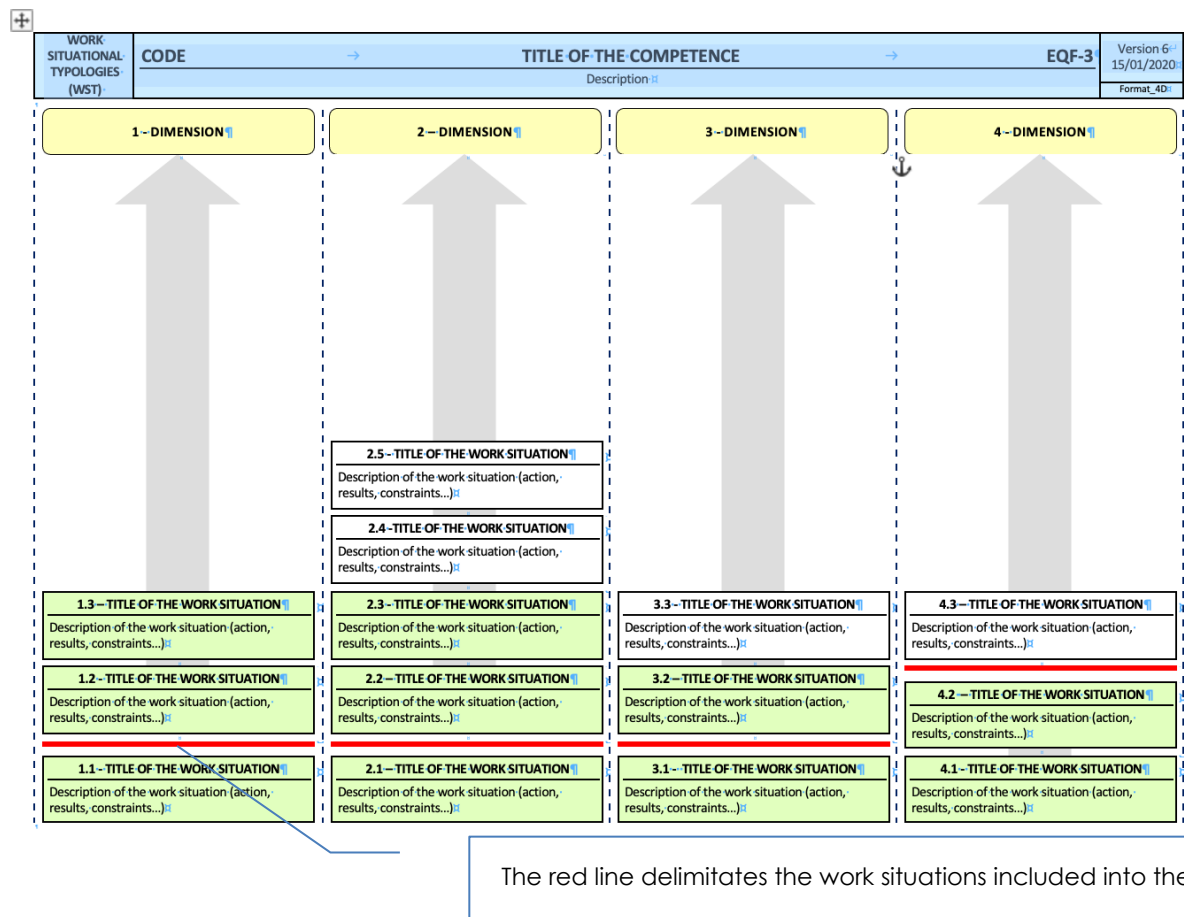 WORK
SITUATIONAL
TYPOLOGIES
(WST)
CODE → TITLE OF THE COMPETENCE → EQF-3¶
Description¤
Version 6↵
15/01/2020¤
Format_4D¤
1 - DIMENSION¶
2 – DIMENSION¶
3 - DIMENSION¶
4 - DIMENSION¶
2.5 - TITLE OF THE WORK SITUATION¶
Description of the work situation (action,
results, constraints...)¤
2.4 -TITLE OF THE WORK SITUATION¶
Description of the work situation (action,
results, constraints...)¤
1.3 – TITLE OF THE WORK SITUATION¶
Description of the work situation (action,
results, constraints...)¤
2.3 - TITLE OF THE WORK SITUATION¶
Description of the work situation (action,
results, constraints...)¤
3.3 - TITLE OF THE WORK SITUATION¶
Description of the work situation (action,
results, constraints...)¤
4.3 – TITLE OF THE WORK SITUATION¶
Description of the work situation (action,
results, constraints...)¤
1.2 - TITLE OF THE WORK SITUATION¶
Description of the work situation (action,
results, constraints...)¤
2.2 – TITLE OF THE WORK SITUATION¶
Description of the work situation (action,
results, constraints...)¤
3.2 – TITLE OF THE WORK SITUATION¶
Description of the work situation (action,
results, constraints...)¤
4.2 – TITLE OF THE WORK SITUATION¶
Description of the work situation (action,
results, constraints...)¤
1.1 - TITLE OF THE WORK SITUATION¶
Description of the work situation (action,
results, constraints...)¤
2.1 – TITLE OF THE WORK SITUATION¶
Description of the work situation (action,
results, constraints...)¤
3.1 - TITLE OF THE WORK SITUATION¶
Description of the work situation (action,
results, constraints...)¤
4.1 - TITLE OF THE WORK SITUATION¶
Description of the work situation (action,
results, constraints...)¤
The red line delimitates the work situations included into the